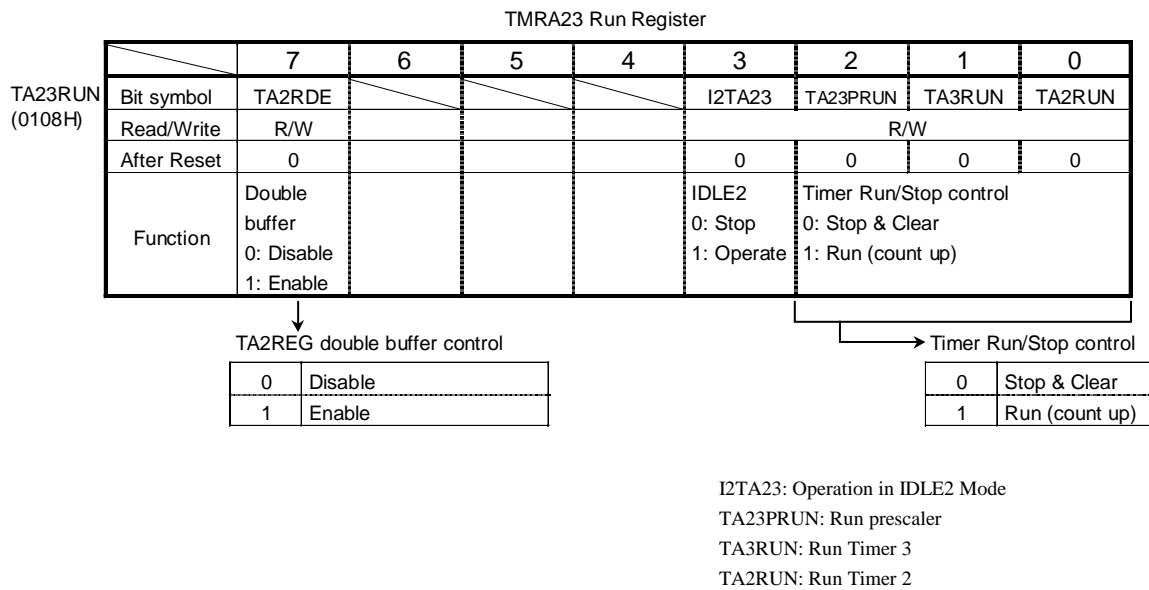 TMRA23 Run Register
7 6 5 4 3 2 1 0
TA23RUN
(0108H)
Bit symbol TA2RDE I2TA23 TA23PRUN TA3RUN TA2RUN
Read/Write R/W R/W
After Reset 0 0 0 0 0
Function
Double
buffer
0: Disable
1: Enable
IDLE2
0: Stop
1: Operate
Timer Run/Stop control
0: Stop & Clear
1: Run (count up)
TA2REG double buffer control
0 Disable
1 Enable
Timer Run/Stop control
0 Stop & Clear
1 Run (count up)
I2TA23: Operation in IDLE2 Mode
TA23PRUN: Run prescaler
TA3RUN: Run Timer 3
TA2RUN: Run Timer 2